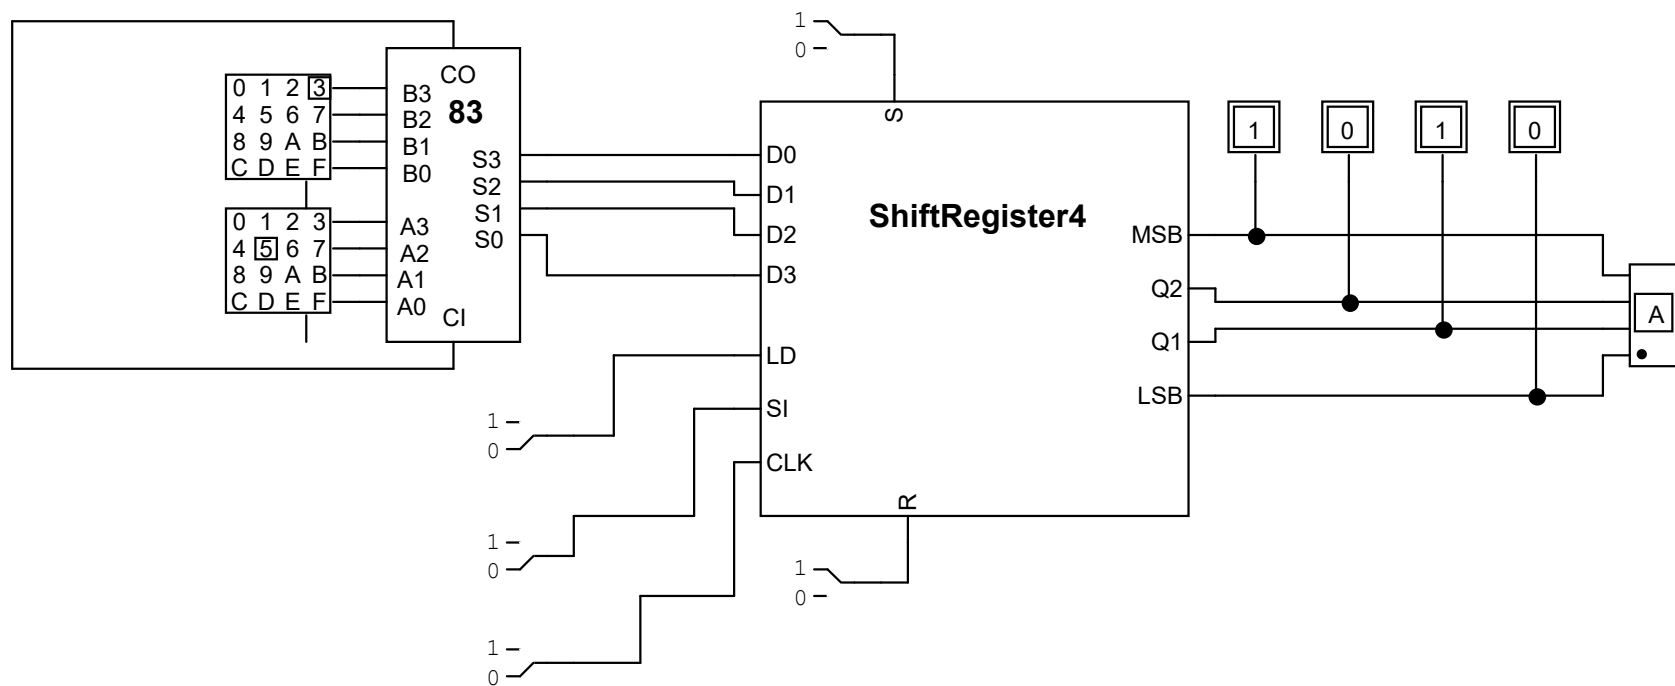 1
0
CO
83
0 1 2 3
4 5 6 7
8 9 A B
C D E F
B3
B2
B1
B0
0 1 2 3
4 5 6 7
8 9 A B
C D E F
A3
A2
A1
A0
CI
S3
S2
S1
S0
S
D0
D1
D2
D3
LD
SI
CLK
ShiftRegister4
R
MSB
Q2
Q1
LSB
1 0 1 0
A
1
0
1
0
1
0
1
0